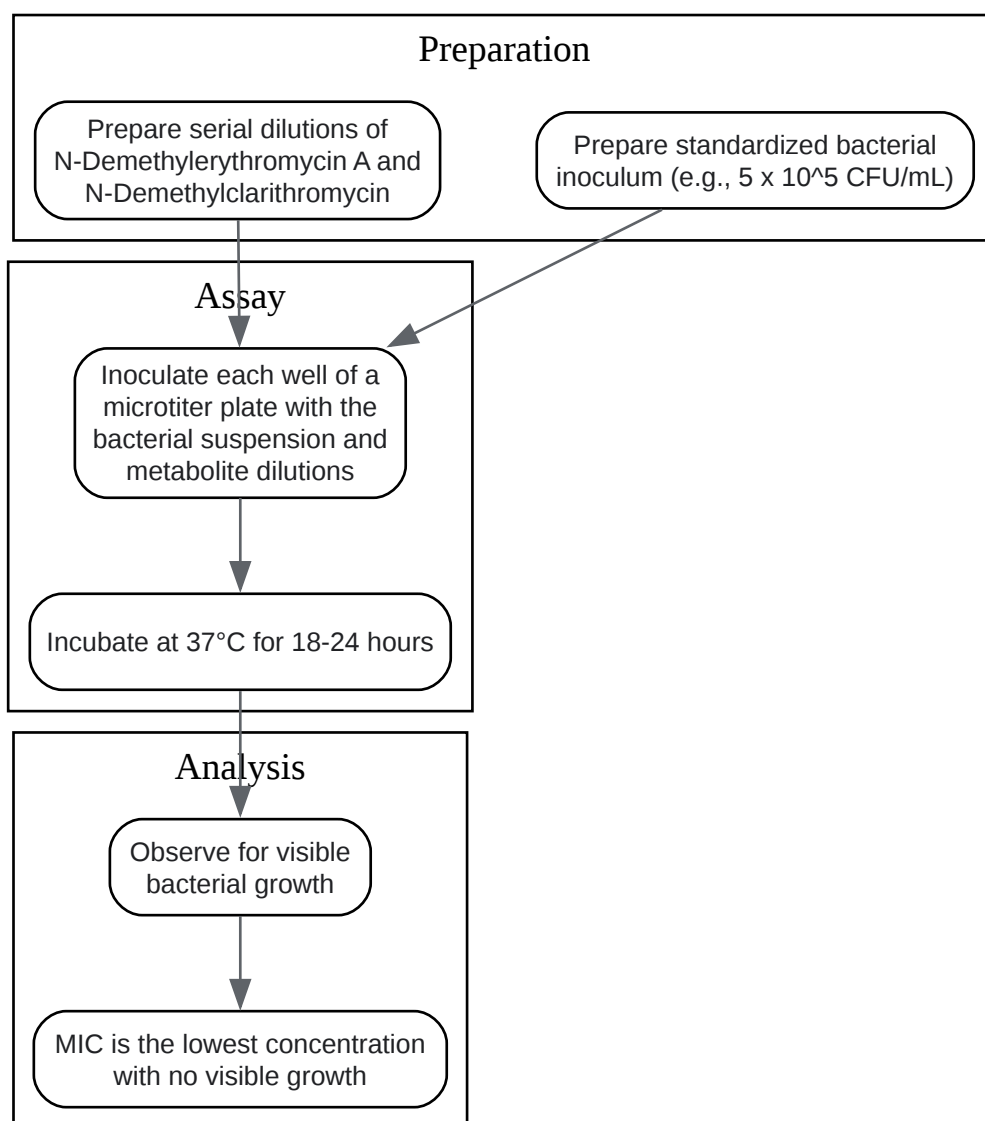 Preparation
Prepare serial dilutions of
N-Demethylerythromycin A and
N-Demethylclarithromycin
Prepare standardized bacterial
inoculum (e.g., 5 x 10^5 CFU/mL)
Assay
Inoculate each well of a
microtiter plate with the
bacterial suspension and
metabolite dilutions
Incubate at 37°C for 18-24 hours
Analysis
Observe for visible
bacterial growth
MIC is the lowest concentration
with no visible growth